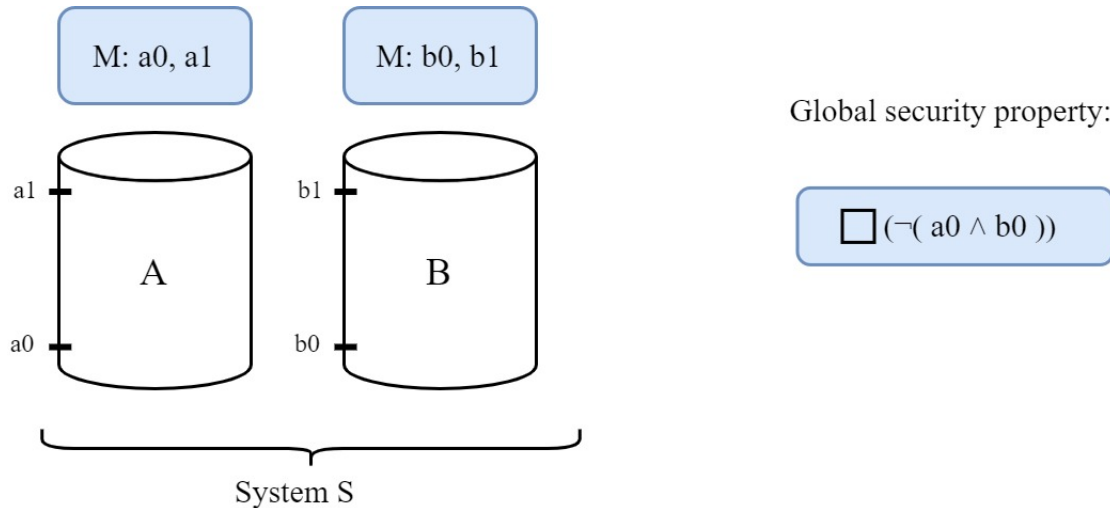 M: a0, a1
M: b0, b1
Global security property:
a1
b1
□(¬( a0 ∧ b0 ))
A
B
a0
b0
System S